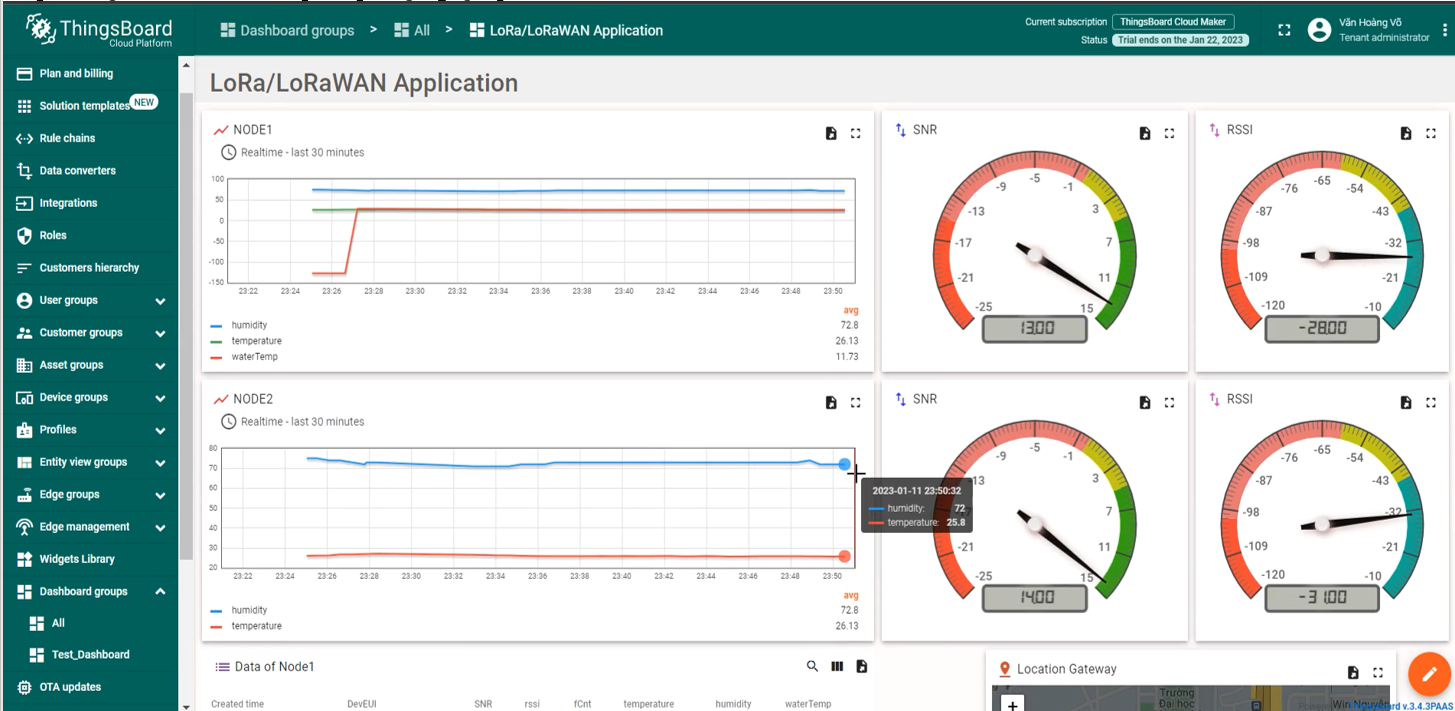 ThingsBoard
Cloud Platform
Dashboard groups > All > LoRa/LoRaWAN Application
Current subscription ThingsBoard Cloud Maker
Status Trial ends on the Jan 22, 2023
Văn Hoàng Võ
Tenant administrator
Plan and billing
Solution templates NEW
Rule chains
Data converters
Integrations
Roles
Customers hierarchy
User groups
Customer groups
Asset groups
Device groups
Profiles
Entity view groups
Edge groups
Edge management
Widgets Library
Dashboard groups
All
Test_Dashboard
OTA updates
LoRa/LoRaWAN Application
NODE1
Realtime - last 30 minutes
100
50
0
-50
-100
-150
23:22 23:24 23:26 23:28 23:30 23:32 23:34 23:36 23:38 23:40 23:42 23:44 23:46 23:48 23:50
avg
humidity 72.8
temperature 26.13
waterTemp 11.73
SNR
-25 -21 -17 -13 -9 -5 -1 3 7 11 15
13.00
RSSI
-120 -109 -98 -87 -76 -65 -54 -43 -32 -21 -10
-28.00
NODE2
Realtime - last 30 minutes
80
70
60
50
40
30
20
23:22 23:24 23:26 23:28 23:30 23:32 23:34 23:36 23:38 23:40 23:42 23:44 23:46 23:48 23:50
avg
humidity 72.8
temperature 26.13
2023-01-11 23:50:32
humidity: 72
temperature: 25.8
SNR
-25 -21 -13 -9 -5 -1 3 7 11 15
14.00
RSSI
-120 -109 -98 -87 -76 -65 -54 -43 -32 -21 -10
-31.00
Data of Node1
Created time DevEUI SNR rssi fCnt temperature humidity waterTemp
Location Gateway
+
Trường
Đại học
v.3.4.3PAAS